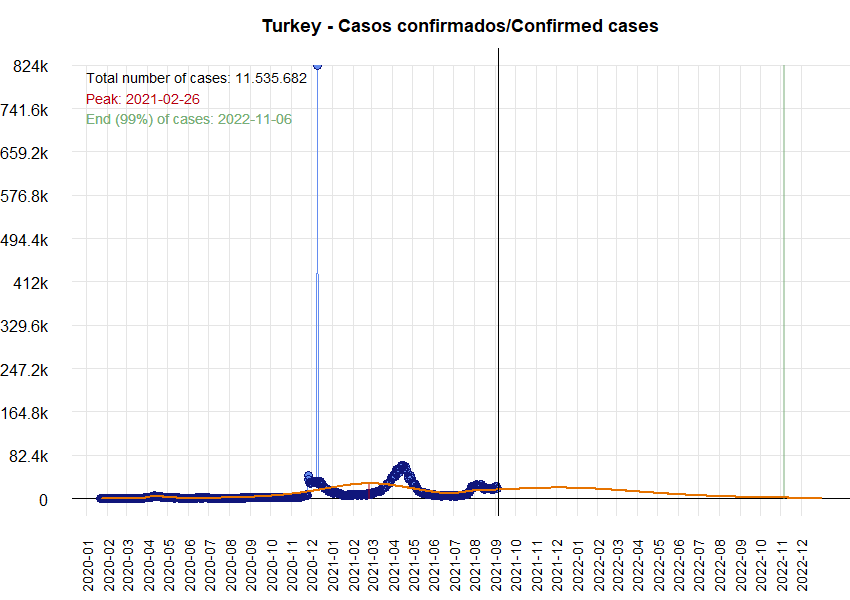 Turkey - Casos confirmados/Confirmed cases
Total number of cases: 11.535.682
Peak: 2021-02-26
End (99%) of cases: 2022-11-06
824k
741.6k
659.2k
576.8k
494.4k
412k
329.6k
247.2k
164.8k
82.4k
0
2020-01
2020-02
2020-03
2020-04
2020-05
2020-06
2020-07
2020-08
2020-09
2020-10
2020-11
2020-12
2021-01
2021-02
2021-03
2021-04
2021-05
2021-06
2021-07
2021-08
2021-09
2021-10
2021-11
2021-12
2022-01
2022-02
2022-03
2022-04
2022-05
2022-06
2022-07
2022-08
2022-09
2022-10
2022-11
2022-12